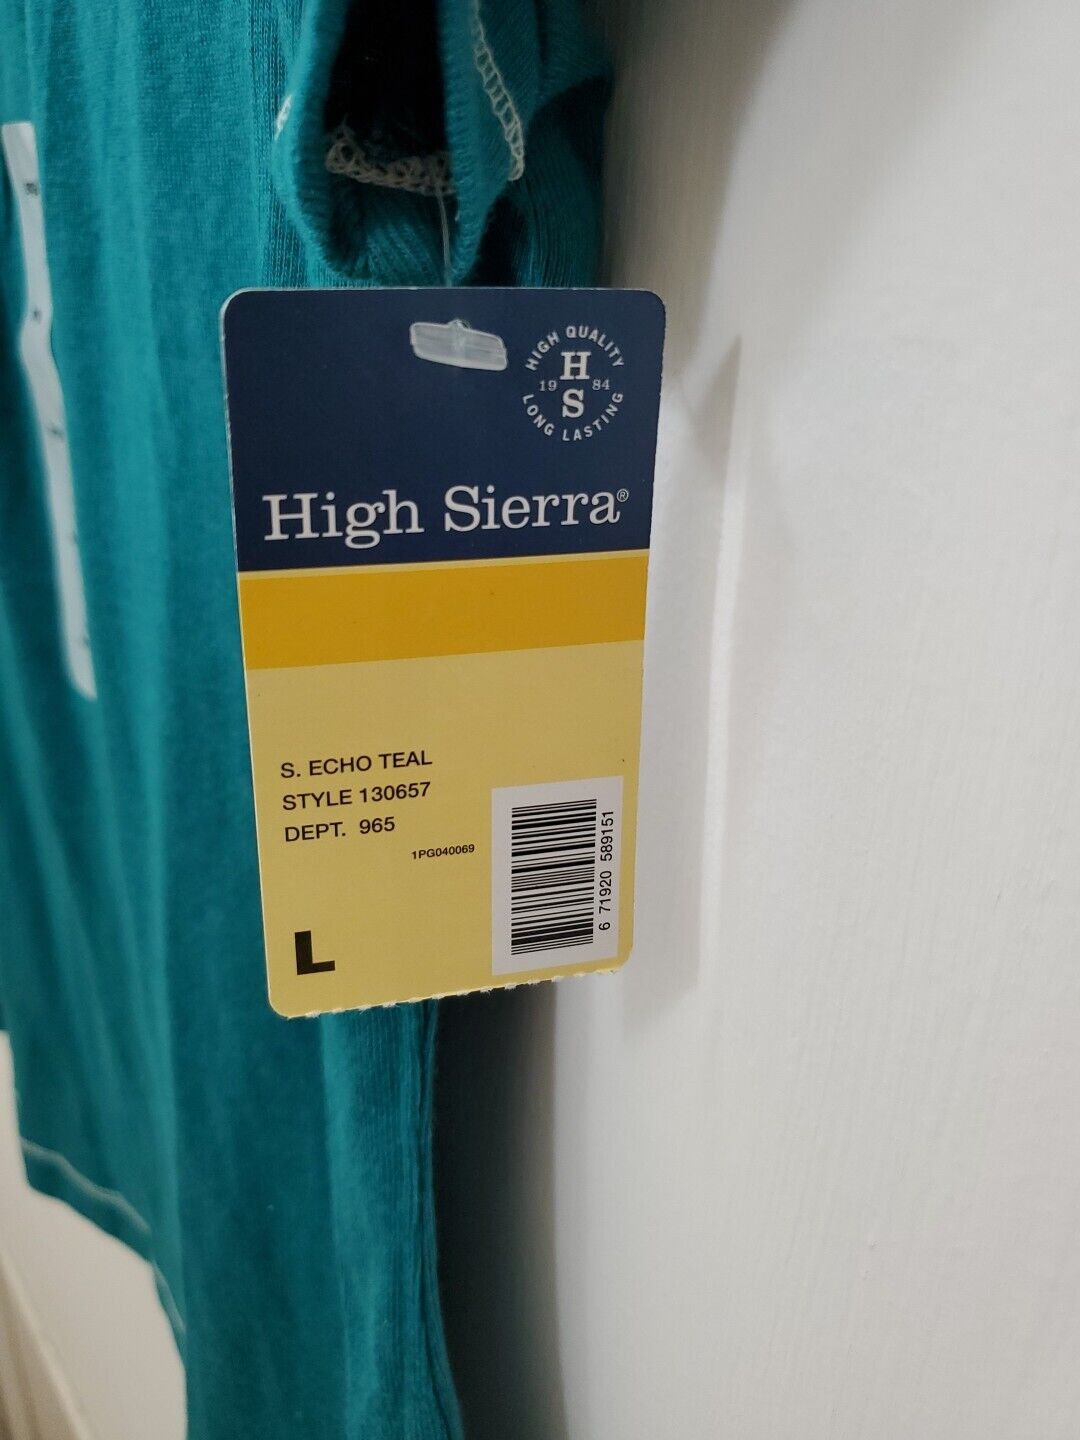 HIGH QUALITY
H
19 84
S
LONG LASTING
High Sierra®
S. ECHO TEAL
STYLE 130657
DEPT. 965
1PG040069
L
6 71920 589151